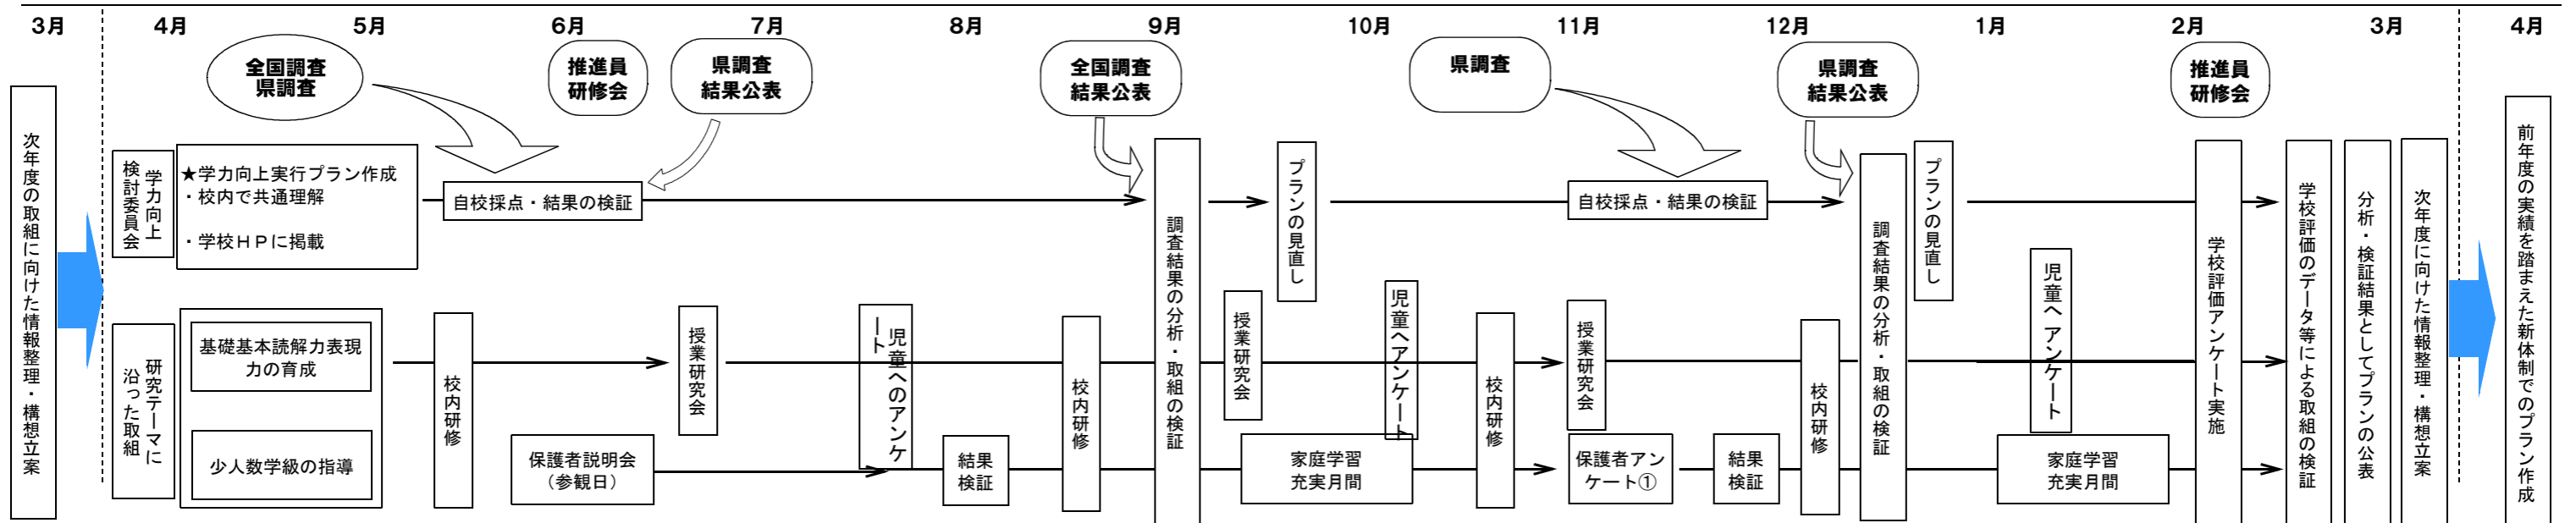 3月
4月
5月
6月
7月
8月
9月
10月
11月
12月
1月
2月
3月
4月
全国調査
県調査
推進員
研修会
県調査
結果公表
全国調査
結果公表
県調査
県調査
結果公表
推進員
研修会
次年度の取組に向けた情報整理・構想立案
学力向上
検討委員会
★学力向上実行プラン作成
・校内で共通理解
・学校ＨＰに掲載
自校採点・結果の検証
調査結果の分析・取組の検証
プランの見直し
自校採点・結果の検証
調査結果の分析・取組の検証
プランの見直し
研究テーマに
沿った取組
基礎基本読解力表現
力の育成
少人数学級の指導
校内研修
保護者説明会
（参観日）
授業研究会
児童へのアンケ
ート
結果
検証
校内研修
授業研究会
家庭学習
充実月間
児童へアンケート
校内研修
授業研究会
保護者アン
ケート①
結果
検証
校内研修
児童へ アンケート
家庭学習
充実月間
学校評価アンケート実施
学校評価のデータ等による取組の検証
分析・検証結果としてプランの公表
次年度に向けた情報整理・構想立案
前年度の実績を踏まえた新体制でのプラン作成